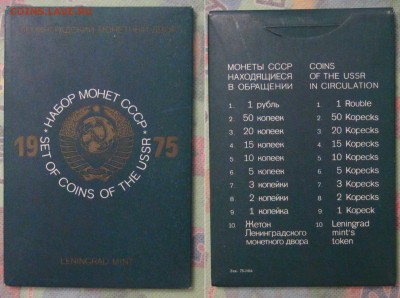 ЛЕНИНГРАДСКИЙ МОНЕТНЫЙ ДВОР
НАБОР МОНЕТ СССР
SET OF COINS OF THE USSR
1975
LENINGRAD MINT
МОНЕТЫ СССР
НАХОДЯЩИЕСЯ
В ОБРАЩЕНИИ
1. 1 рубль
2. 50 копеек
3. 20 копеек
4. 15 копеек
5. 10 копеек
6. 5 копеек
7. 3 копейки
8. 2 копейки
9. 1 копейка
10. Жетон
Ленинградского
монетного двора
COINS
OF THE USSR
IN CIRCULATION
1. 1 Rouble
2. 50 Kopecks
3. 20 Kopecks
4. 15 Kopecks
5. 10 Kopecks
6. 5 Kopecks
7. 3 Kopecks
8. 2 Kopecks
9. 1 Kopeck
10. Leningrad
mint's
token